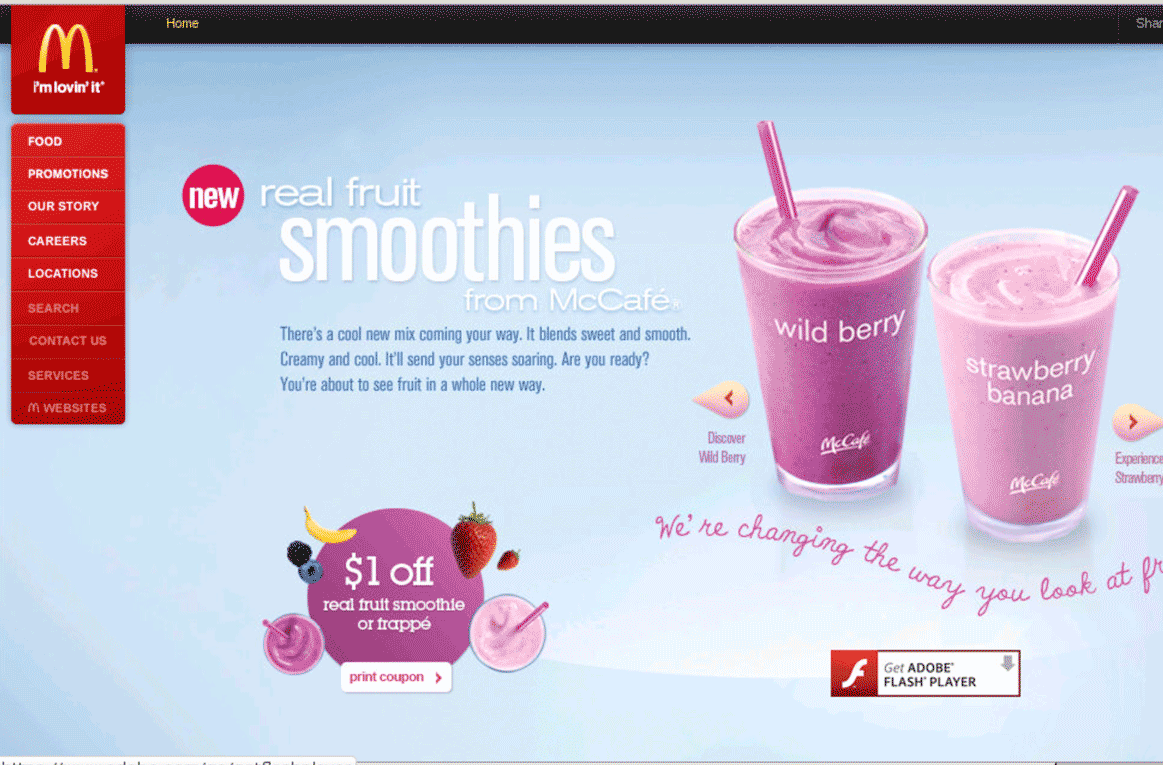 Home
i'm lovin' it®
FOOD
PROMOTIONS
OUR STORY
CAREERS
LOCATIONS
SEARCH
CONTACT US
SERVICES
WEBSITES
new
real fruit
smoothies
from McCafé®
There's a cool new mix coming your way. It blends sweet and smooth.
Creamy and cool. It'll send your senses soaring. Are you ready?
You're about to see fruit in a whole new way.
wild berry
McCafé
strawberry
banana
McCafé
Discover
Wild Berry
Experience
Strawberry
We're changing the way you look at
$1 off
real fruit smoothie
or frappé
print coupon
Get ADOBE®
FLASH® PLAYER